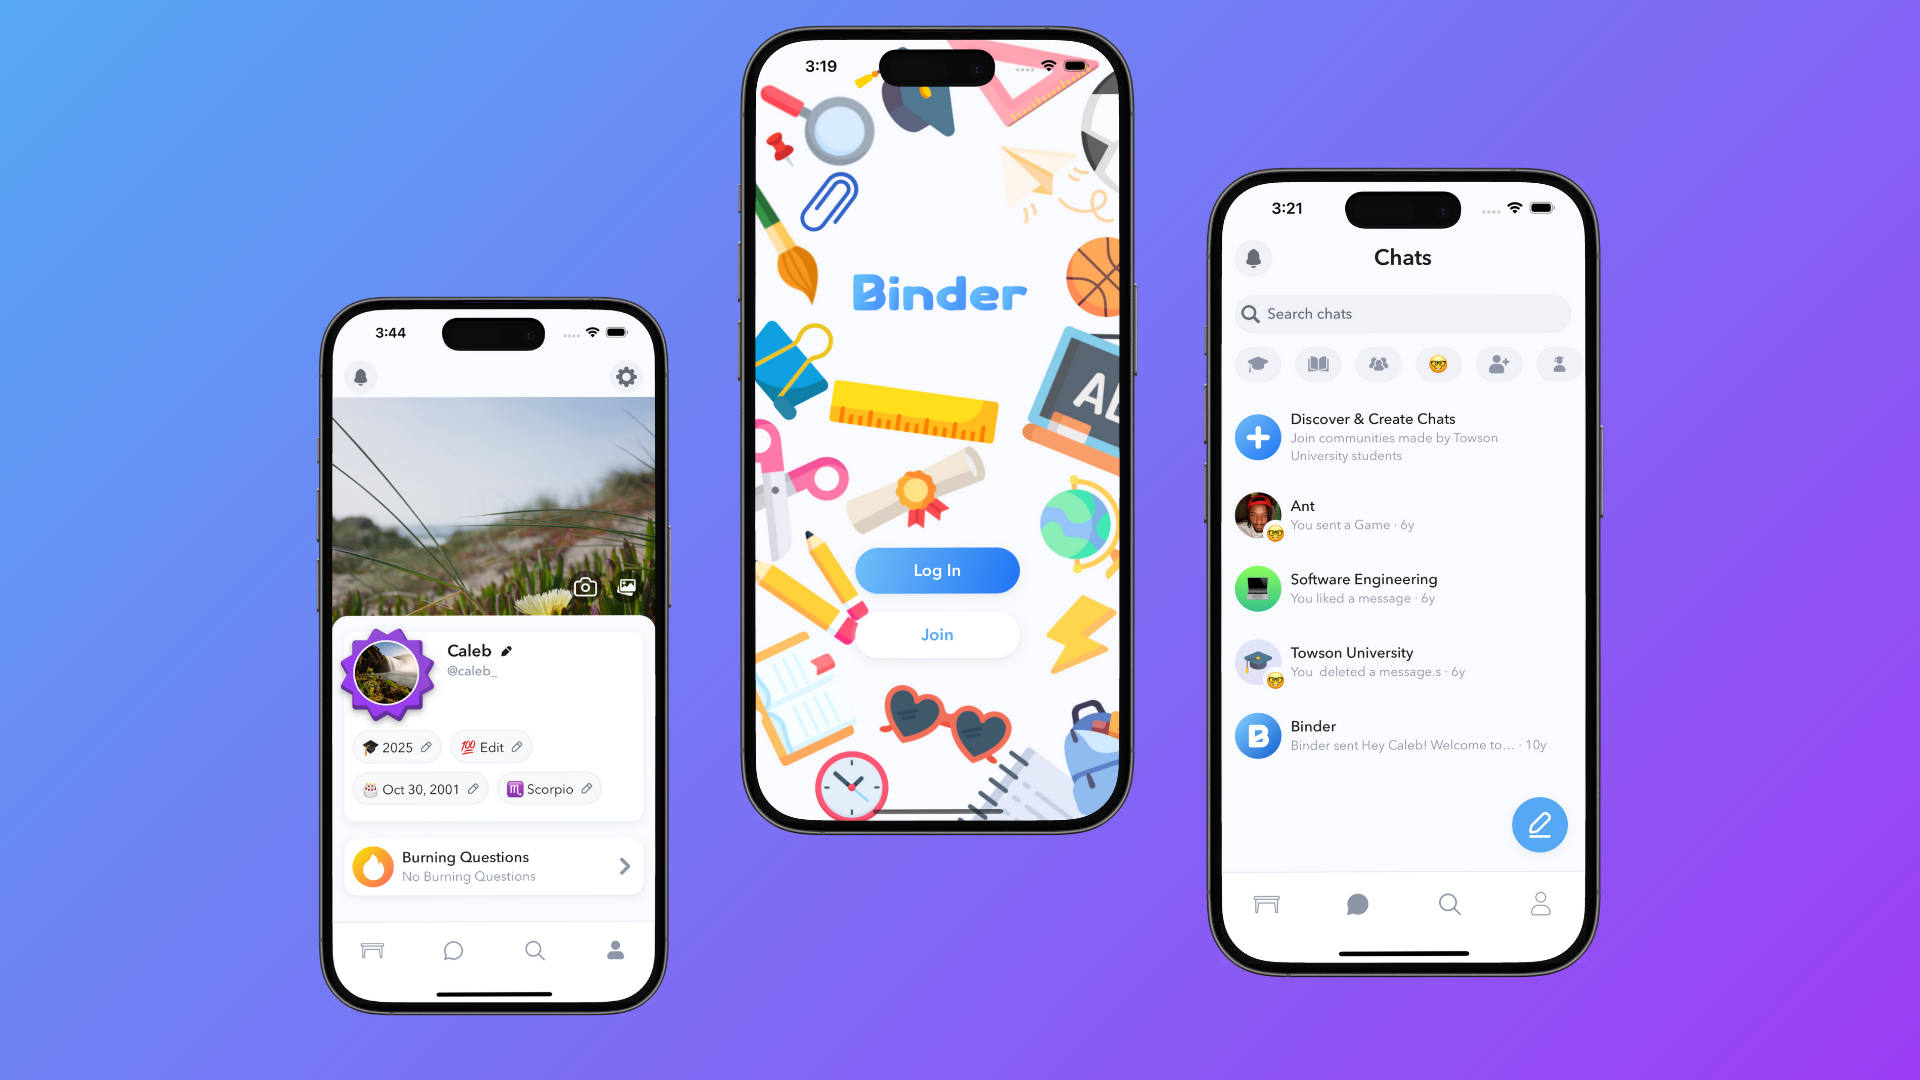 3:44
Caleb
@caleb_
🎓 2025
💯 Edit
🎂 Oct 30, 2001
♏ Scorpio
Burning Questions
No Burning Questions
3:19
Binder
AB
Log In
Join
3:21
Chats
Search chats
Discover & Create Chats
Join communities made by Towson
University students
Ant
You sent a Game · 6y
Software Engineering
You liked a message · 6y
Towson University
You  deleted a message.s · 6y
B
Binder
Binder sent Hey Caleb! Welcome to... · 10y